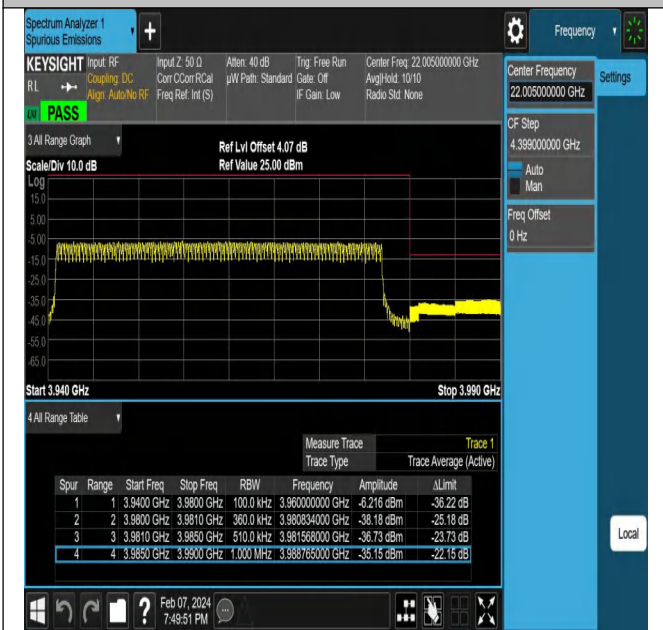 Spectrum Analyzer 1
Spurious Emissions
+
Frequency
KEYSIGHT Input: RF Input Z: 50 Ω Atten: 40 dB Trig: Free Run Center Freq: 22.005000000 GHz
RL Coupling: DC Corr CCorr RCal µW Path: Standard Gate: Off Avg|Hold: 10/10
Align: Auto/No RF Freq Ref: Int (S) IF Gain: Low Radio Std: None
PASS
Center Frequency
22.005000000 GHz
Settings
CF Step
4.399000000 GHz
Auto
Man
Freq Offset
0 Hz
3 All Range Graph
Ref Lvl Offset 4.07 dB
Scale/Div 10.0 dB Ref Value 25.00 dBm
Log
15.0
5.00
-5.00
-15.0
-25.0
-35.0
-45.0
-55.0
-65.0
Start 3.940 GHz Stop 3.990 GHz
4 All Range Table
Measure Trace Trace 1
Trace Type Trace Average (Active)
Spur Range Start Freq Stop Freq RBW Frequency Amplitude ΔLimit
1 1 3.9400 GHz 3.9800 GHz 100.0 kHz 3.960000000 GHz -6.216 dBm -36.22 dB
2 2 3.9800 GHz 3.9810 GHz 360.0 kHz 3.980834000 GHz -38.18 dBm -25.18 dB
3 3 3.9810 GHz 3.9850 GHz 510.0 kHz 3.981568000 GHz -36.73 dBm -23.73 dB
4 4 3.9850 GHz 3.9900 GHz 1.000 MHz 3.988765000 GHz -35.15 dBm -22.15 dB
Local
? Feb 07, 2024
7:49:51 PM